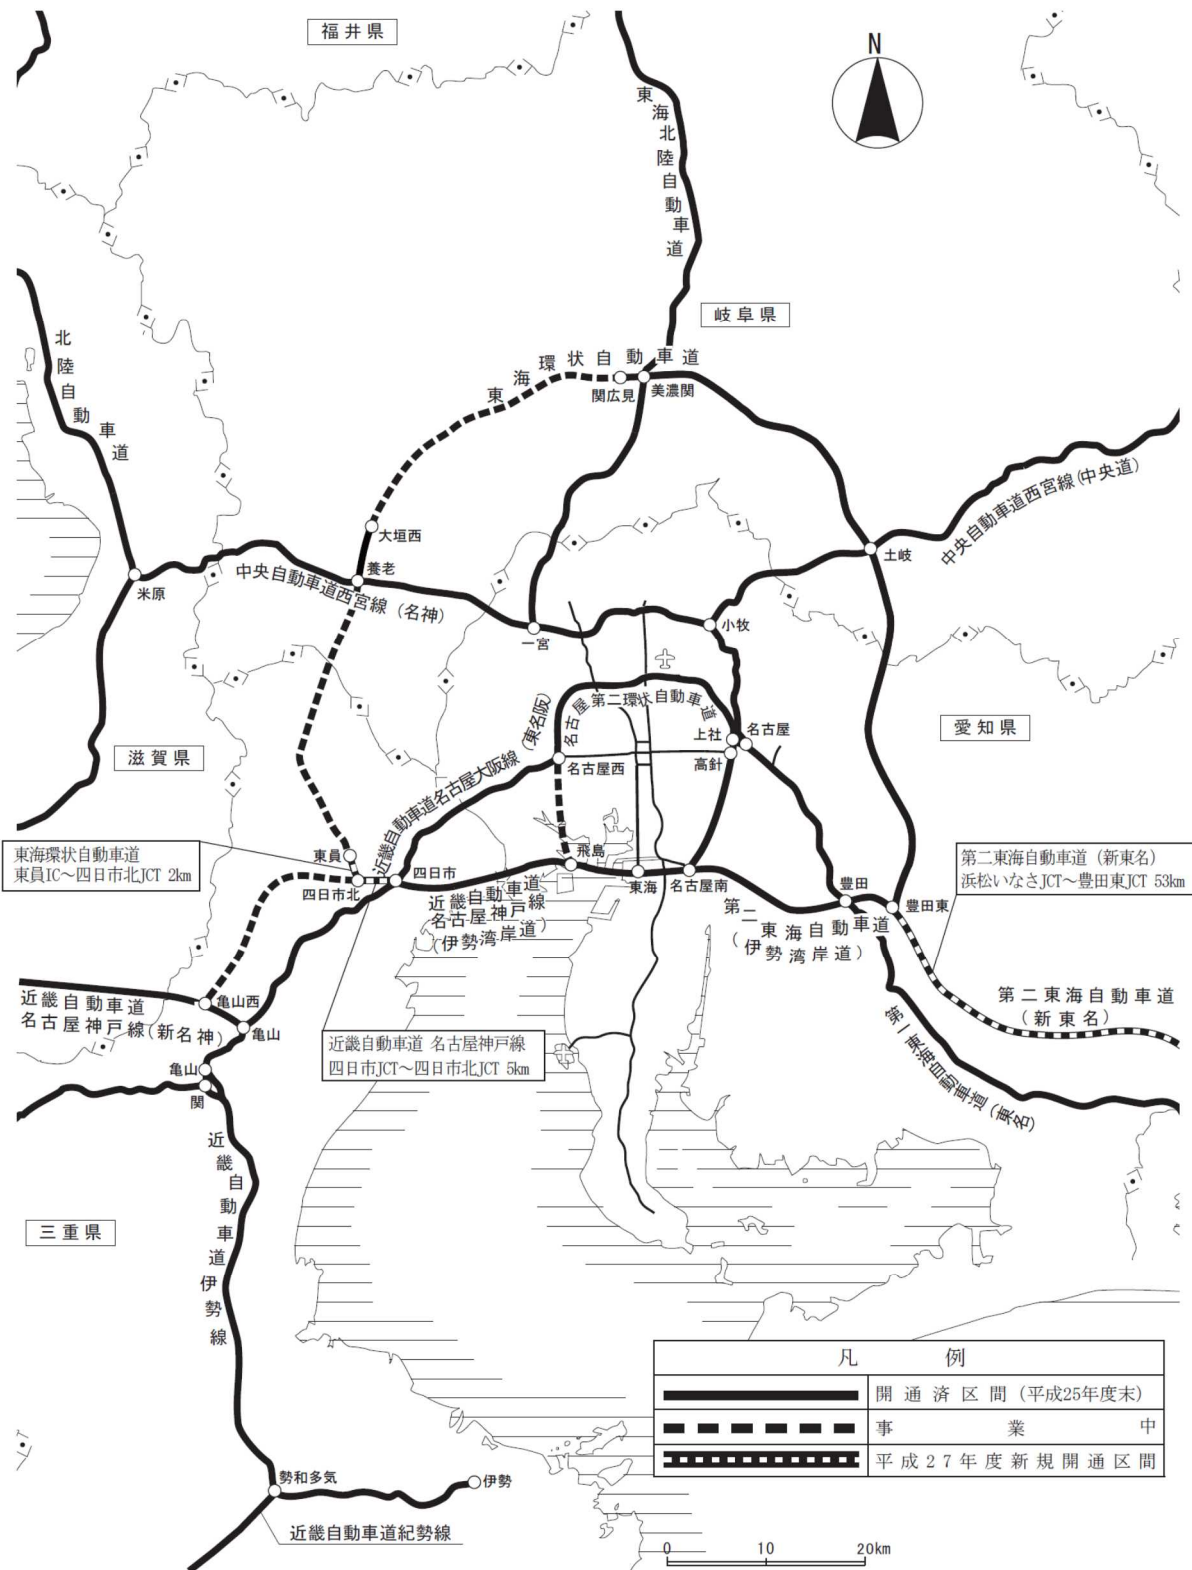 福井県
N
東海北陸自動車道
岐阜県
北陸自動車道
東海環状自動車道
関広見
美濃関
中央自動車道西宮線(中央道)
大垣西
土岐
養老
米原
中央自動車道西宮線(名神)
一宮
小牧
名古屋第二環状自動車道
(東名阪)
上社
名古屋
愛知県
滋賀県
高針
名古屋西
近畿自動車道名古屋大阪線
東海環状自動車道
東員IC〜四日市北JCT 2km
東員
飛島
第二東海自動車道(新東名)
浜松いなさJCT〜豊田東JCT 53km
四日市
四日市北
東海
名古屋南
豊田
豊田東
近畿自動車道
名古屋神戸線
(伊勢湾岸道)
第二東海自動車道
(伊勢湾岸道)
近畿自動車道
名古屋神戸線(新名神)
亀山西
亀山
第二東海自動車道
(新東名)
近畿自動車道 名古屋神戸線
四日市JCT〜四日市北JCT 5km
第一東海自動車道(東名)
亀山
関
近畿自動車道伊勢線
三重県
凡例
開通済区間(平成25年度末)
事業中
平成27年度新規開通区間
勢和多気
伊勢
近畿自動車道紀勢線
0 10 20km